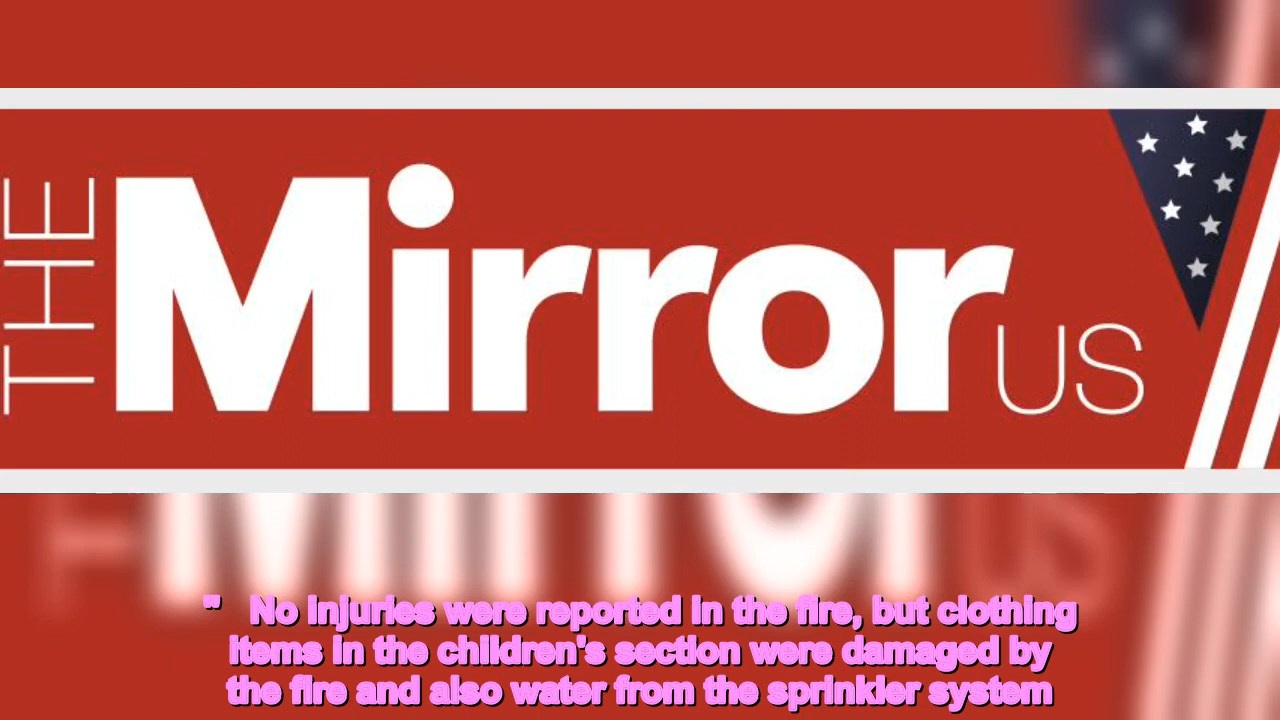 THE Mirror US
" No injuries were reported in the fire, but clothing
items in the children's section were damaged by
the fire and also water from the sprinkler system